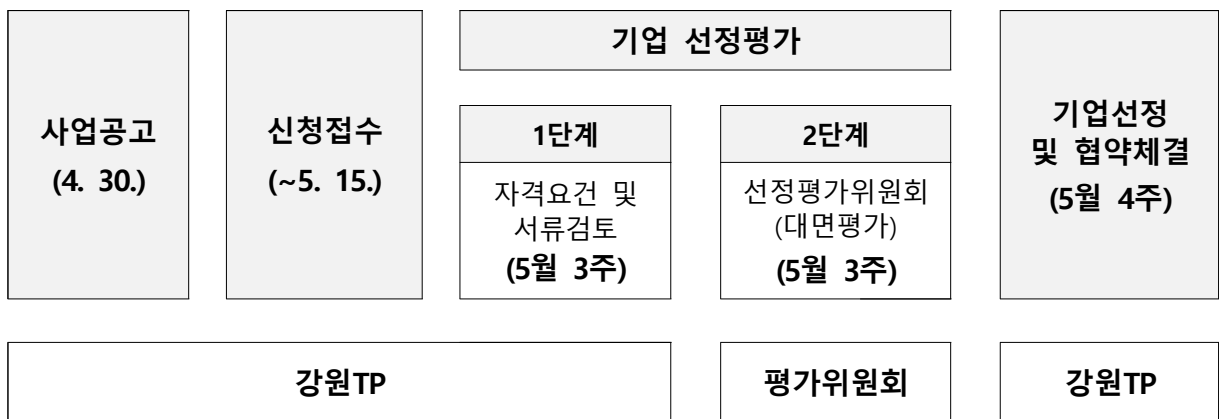 사업공고
(4. 30.)
신청접수
(~5. 15.)
기업 선정평가
1단계
자격요건 및
서류검토
(5월 3주)
2단계
선정평가위원회
(대면평가)
(5월 3주)
기업선정
및 협약체결
(5월 4주)
강원TP
평가위원회
강원TP